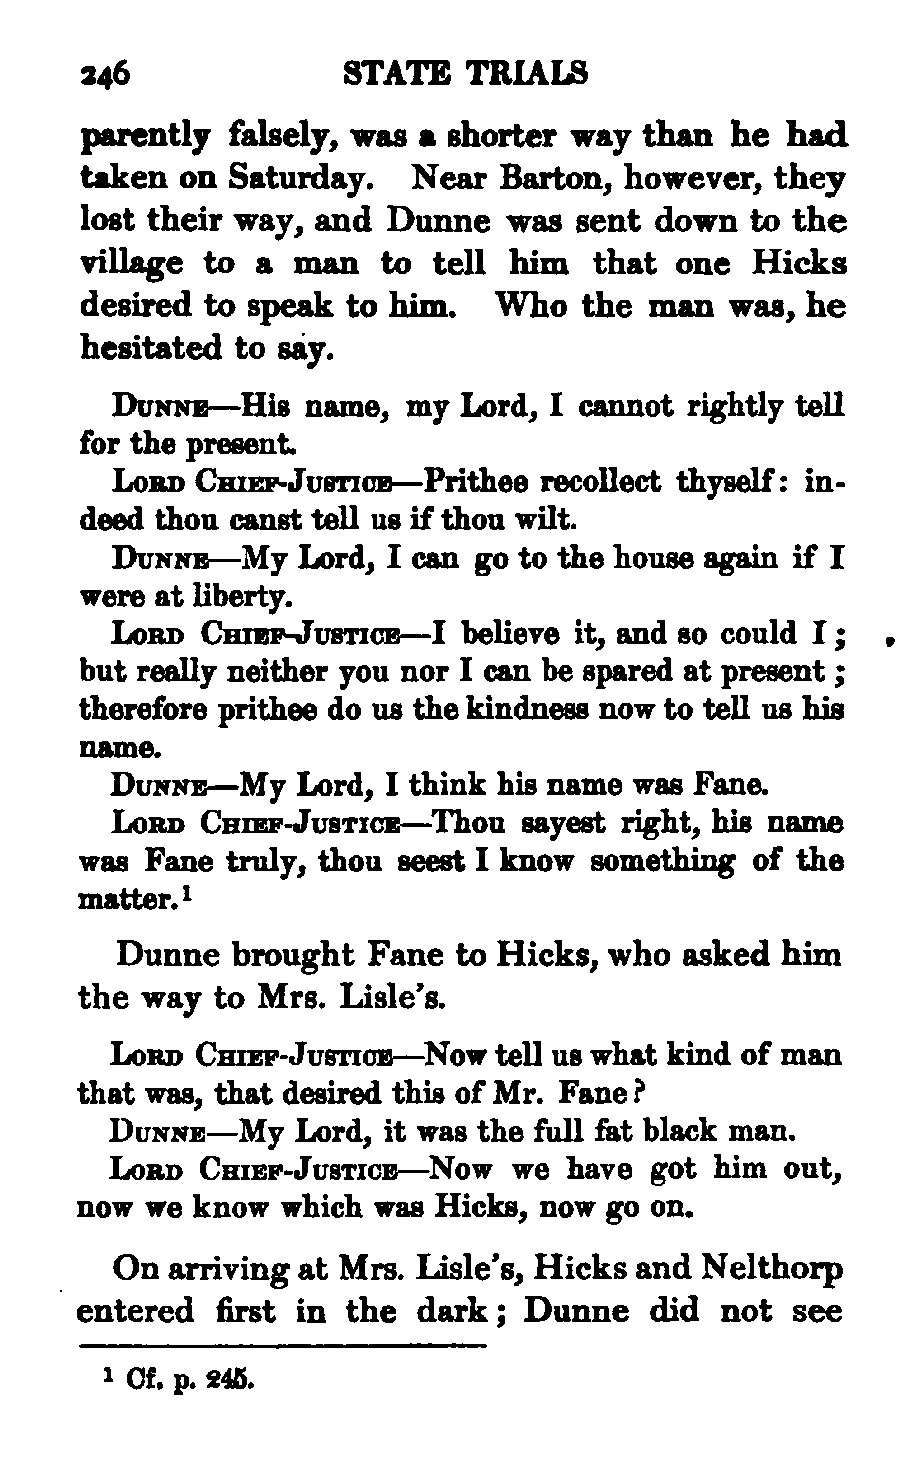 246 STATE TRIALS
parently falsely, was a shorter way than he had
taken on Saturday. Near Barton, however, they
lost their way, and Dunne was sent down to the
village to a man to tell him that one Hicks
desired to speak to him. Who the man was, he
hesitated to say.
DUNNE—His name, my Lord, I cannot rightly tell
for the present.
LORD CHIEF-JUSTICE—Prithee recollect thyself: in-
deed thou canst tell us if thou wilt.
DUNNE—My Lord, I can go to the house again if I
were at liberty.
LORD CHIEF-JUSTICE—I believe it, and so could I;
but really neither you nor I can be spared at present;
therefore prithee do us the kindness now to tell us his
name.
DUNNE—My Lord, I think his name was Fane.
LORD CHIEF-JUSTICE—Thou sayest right, his name
was Fane truly, thou seest I know something of the
matter.¹
Dunne brought Fane to Hicks, who asked him
the way to Mrs. Lisle's.
LORD CHIEF-JUSTICE—Now tell us what kind of man
that was, that desired this of Mr. Fane?
DUNNE—My Lord, it was the full fat black man.
LORD CHIEF-JUSTICE—Now we have got him out,
now we know which was Hicks, now go on.
On arriving at Mrs. Lisle's, Hicks and Nelthorp
entered first in the dark; Dunne did not see
¹ Cf. p. 245.